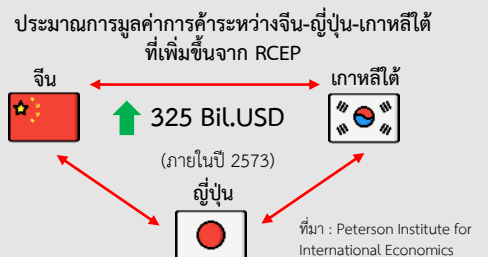 ประมาณการมูลค่าการค้าระหว่างจีน-ญี่ปุ่น-เกาหลีใต้
ที่เพิ่มขึ้นจาก RCEP
จีน
เกาหลีใต้
325 Bil.USD
(ภายในปี 2573)
ญี่ปุ่น
ที่มา : Peterson Institute for
International Economics